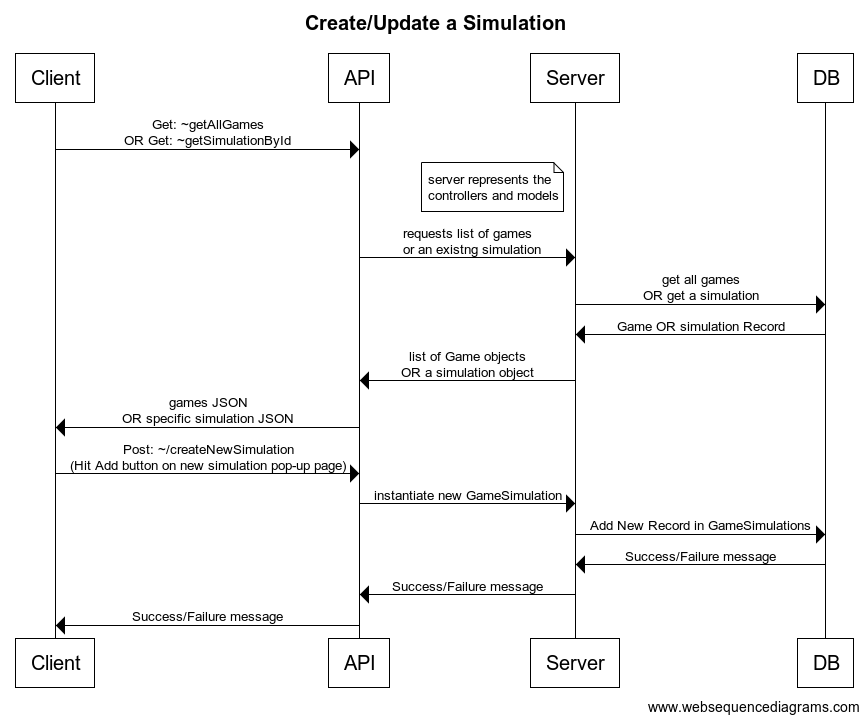 Create/Update a Simulation
Client
API
Server
DB
Get: ~getAllGames
OR Get: ~getSimulationById
server represents the
controllers and models
requests list of games
or an existng simulation
get all games
OR get a simulation
Game OR simulation Record
list of Game objects
OR a simulation object
games JSON
OR specific simulation JSON
Post: ~/createNewSimulation
(Hit Add button on new simulation pop-up page)
instantiate new GameSimulation
Add New Record in GameSimulations
Success/Failure message
Success/Failure message
Success/Failure message
Client
API
Server
DB
www.websequencediagrams.com